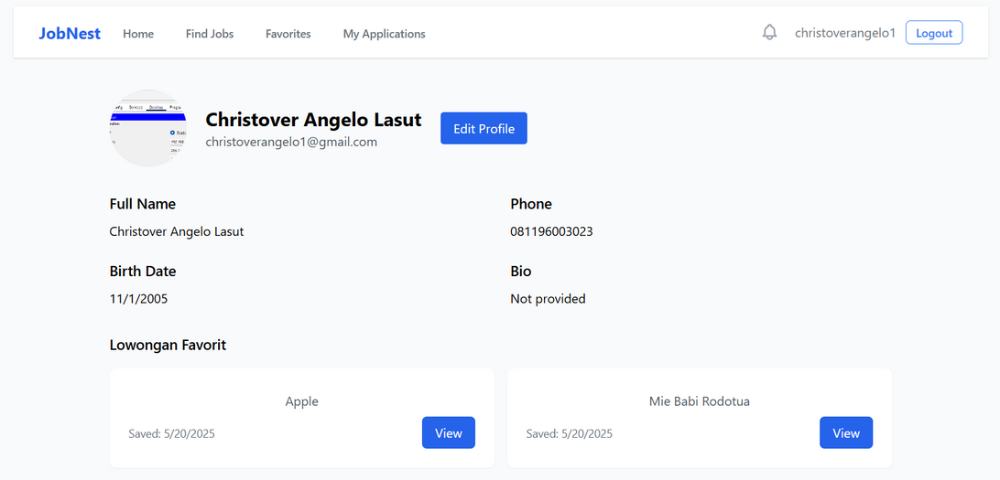 JobNest Home Find Jobs Favorites My Applications christoverangelo1 Logout
Services Desktop
Christover Angelo Lasut
christoverangelo1@gmail.com
Edit Profile
Full Name Phone
Christover Angelo Lasut 081196003023
Birth Date Bio
11/1/2005 Not provided
Lowongan Favorit
Apple Mie Babi Rodotua
Saved: 5/20/2025 View Saved: 5/20/2025 View